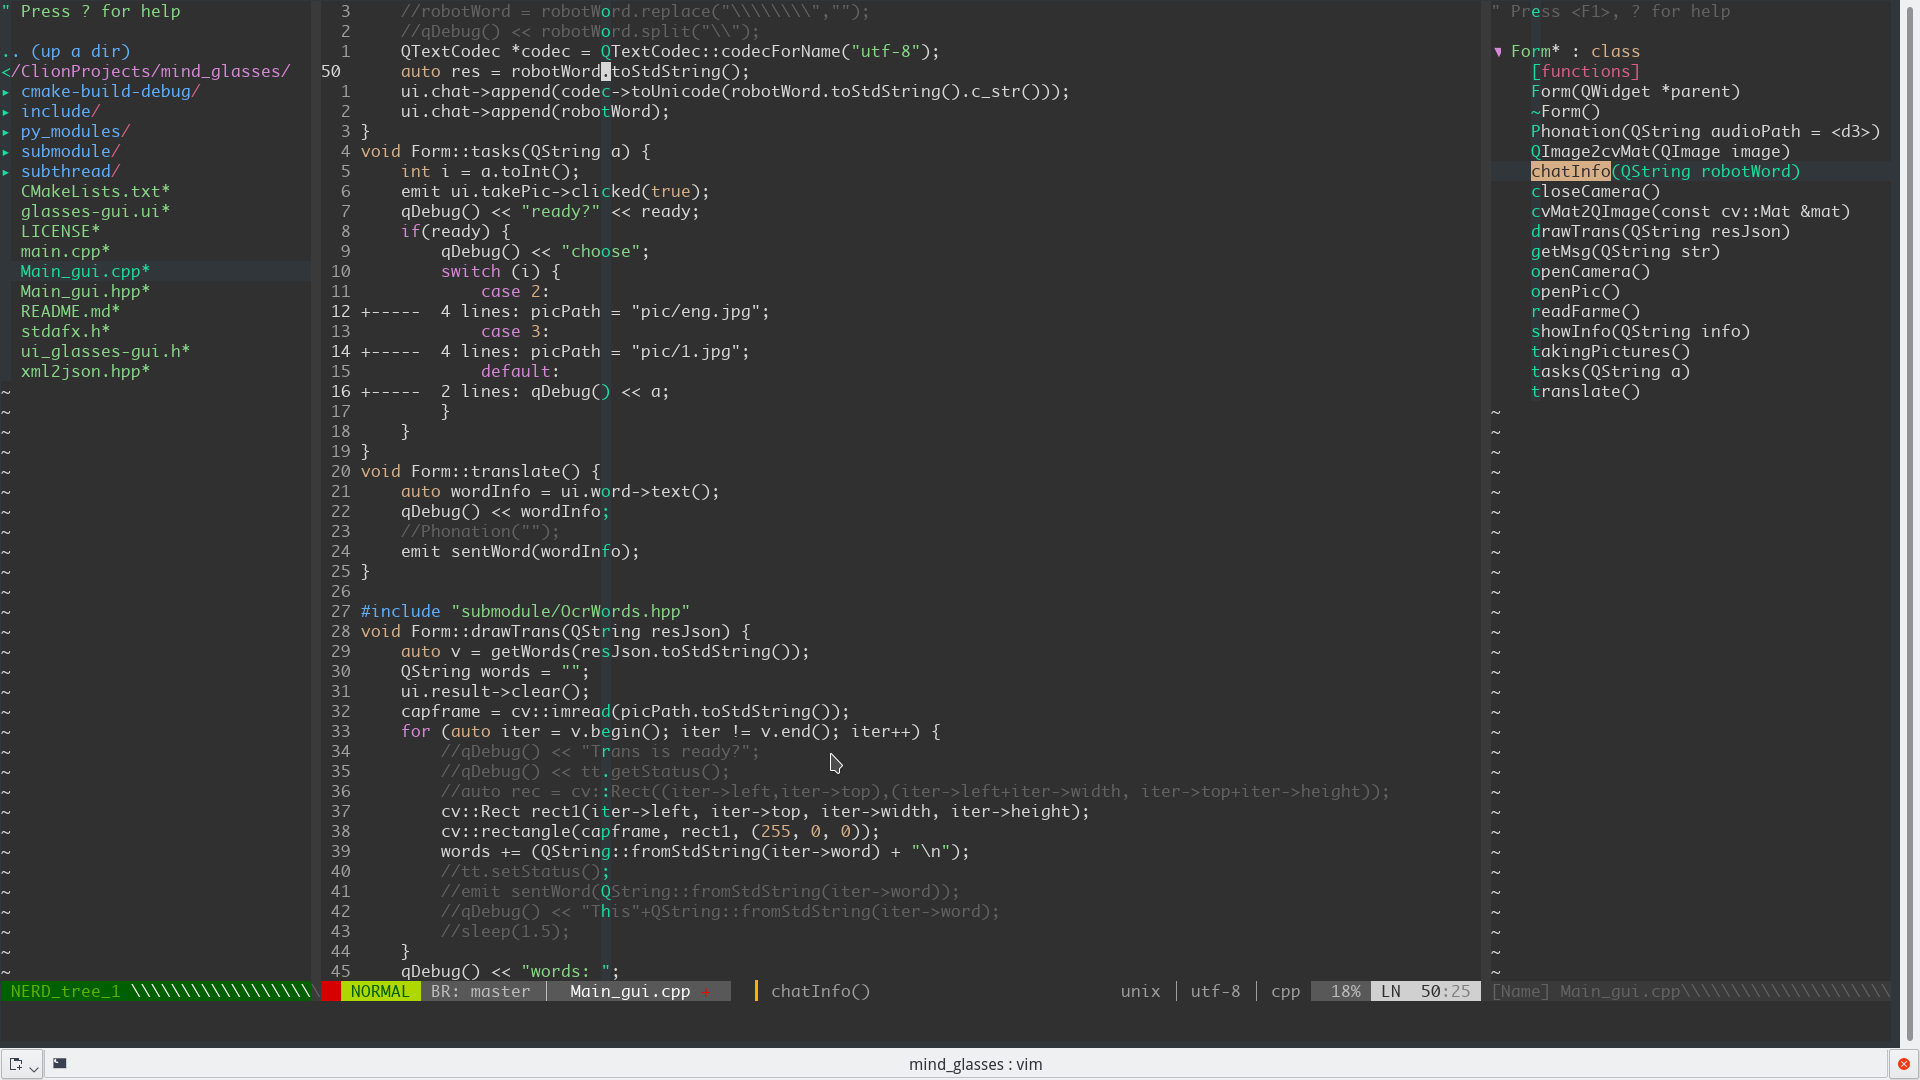 " Press ? for help
.. (up a dir)
</ClionProjects/mind_glasses/
▸ cmake-build-debug/
▸ include/
▸ py_modules/
▸ submodule/
▸ subthread/
CMakeLists.txt*
glasses-gui.ui*
LICENSE*
main.cpp*
Main_gui.cpp*
Main_gui.hpp*
README.md*
stdafx.h*
ui_glasses-gui.h*
xml2json.hpp*
3 //robotWord = robotWord.replace("\\\\\\\\","");
2 //qDebug() << robotWord.split("\\");
1 QTextCodec *codec = QTextCodec::codecForName("utf-8");
50 auto res = robotWord.toStdString();
1 ui.chat->append(codec->toUnicode(robotWord.toStdString().c_str()));
2 ui.chat->append(robotWord);
3 }
4 void Form::tasks(QString a) {
5 int i = a.toInt();
6 emit ui.takePic->clicked(true);
7 qDebug() << "ready?" << ready;
8 if(ready) {
9 qDebug() << "choose";
10 switch (i) {
11 case 2:
12 +----- 4 lines: picPath = "pic/eng.jpg";
13 case 3:
14 +----- 4 lines: picPath = "pic/1.jpg";
15 default:
16 +----- 2 lines: qDebug() << a;
17 }
18 }
19 }
20 void Form::translate() {
21 auto wordInfo = ui.word->text();
22 qDebug() << wordInfo;
23 //Phonation("");
24 emit sentWord(wordInfo);
25 }
26
27 #include "submodule/OcrWords.hpp"
28 void Form::drawTrans(QString resJson) {
29 auto v = getWords(resJson.toStdString());
30 QString words = "";
31 ui.result->clear();
32 capframe = cv::imread(picPath.toStdString());
33 for (auto iter = v.begin(); iter != v.end(); iter++) {
34 //qDebug() << "Trans is ready?";
35 //qDebug() << tt.getStatus();
36 //auto rec = cv::Rect((iter->left,iter->top),(iter->left+iter->width, iter->top+iter->height));
37 cv::Rect rect1(iter->left, iter->top, iter->width, iter->height);
38 cv::rectangle(capframe, rect1, (255, 0, 0));
39 words += (QString::fromStdString(iter->word) + "\n");
40 //tt.setStatus();
41 //emit sentWord(QString::fromStdString(iter->word));
42 //qDebug() << "This"+QString::fromStdString(iter->word);
43 //sleep(1.5);
44 }
45 qDebug() << "words: ";
" Press <F1>, ? for help
▼ Form* : class
[functions]
Form(QWidget *parent)
~Form()
Phonation(QString audioPath = <d3>)
QImage2cvMat(QImage image)
chatInfo(QString robotWord)
closeCamera()
cvMat2QImage(const cv::Mat &mat)
drawTrans(QString resJson)
getMsg(QString str)
openCamera()
openPic()
readFarme()
showInfo(QString info)
takingPictures()
tasks(QString a)
translate()
NERD_tree_1 \\\\\\\\\\\\\\\\\\\
NORMAL BR: master │ Main_gui.cpp + chatInfo() unix │ utf-8 │ cpp 18% LN 50:25
[Name] Main_gui.cpp\\\\\\\\\\\\\\\\\\\\\
mind_glasses : vim